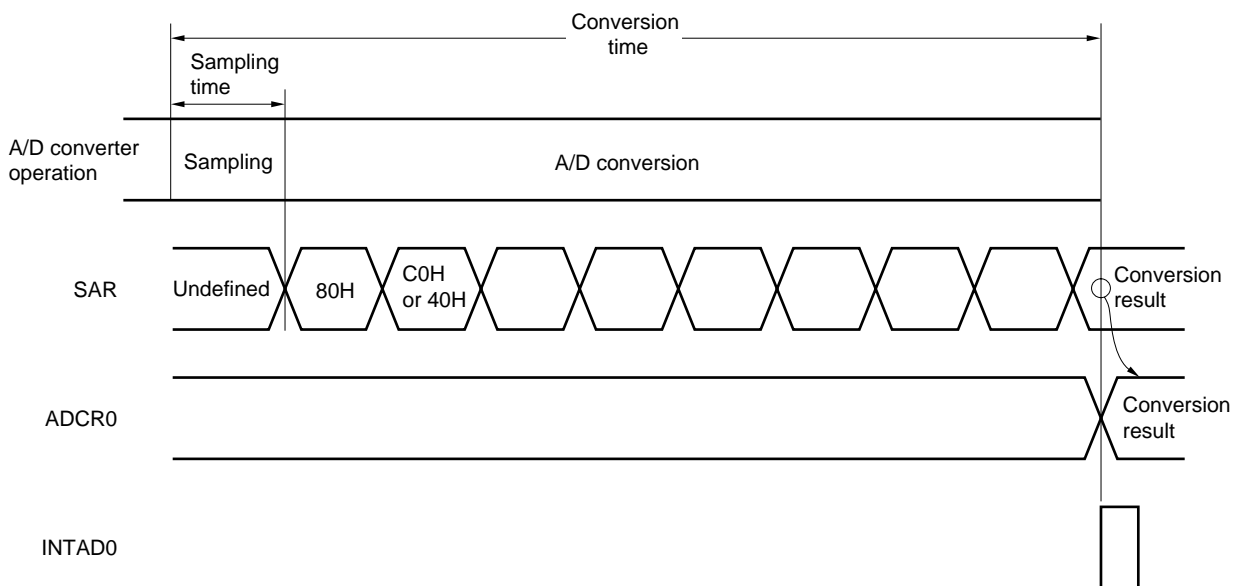 Conversion
time
Sampling
time
A/D converter
operation
Sampling
A/D conversion
SAR
Undefined
80H
C0H
or 40H
Conversion
result
ADCR0
Conversion
result
INTAD0